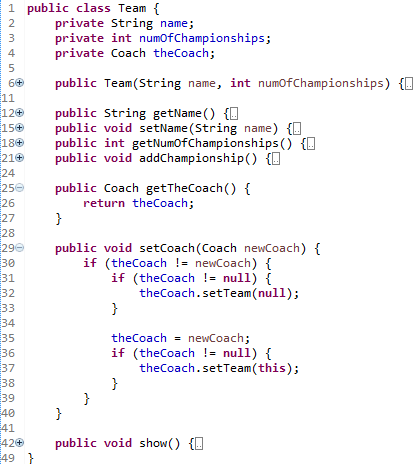 1 public class Team {
2     private String name;
3     private int numOfChampionships;
4     private Coach theCoach;
5
6     public Team(String name, int numOfChampionships) {..
11
12     public String getName() {..
15     public void setName(String name) {..
18     public int getNumOfChampionships() {..
21     public void addChampionship() {..
24
25     public Coach getTheCoach() {
26         return theCoach;
27     }
28
29     public void setCoach(Coach newCoach) {
30         if (theCoach != newCoach) {
31             if (theCoach != null) {
32                 theCoach.setTeam(null);
33             }
34
35             theCoach = newCoach;
36             if (theCoach != null) {
37                 theCoach.setTeam(this);
38             }
39         }
40     }
41
42     public void show() {..
49 }